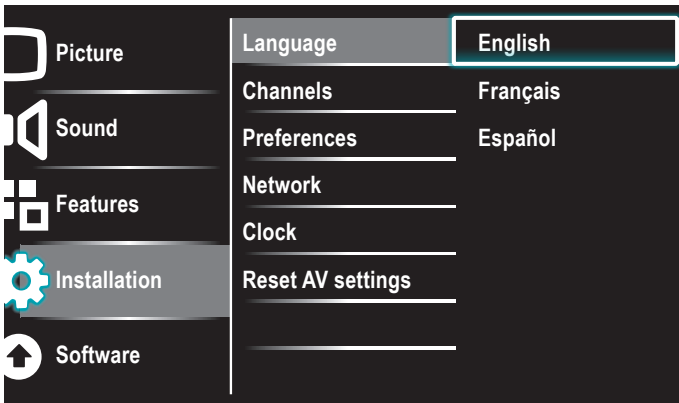 Picture
Sound
Features
Installation
Software
Language
Channels
Preferences
Network
Clock
Reset AV settings
English
Français
Español